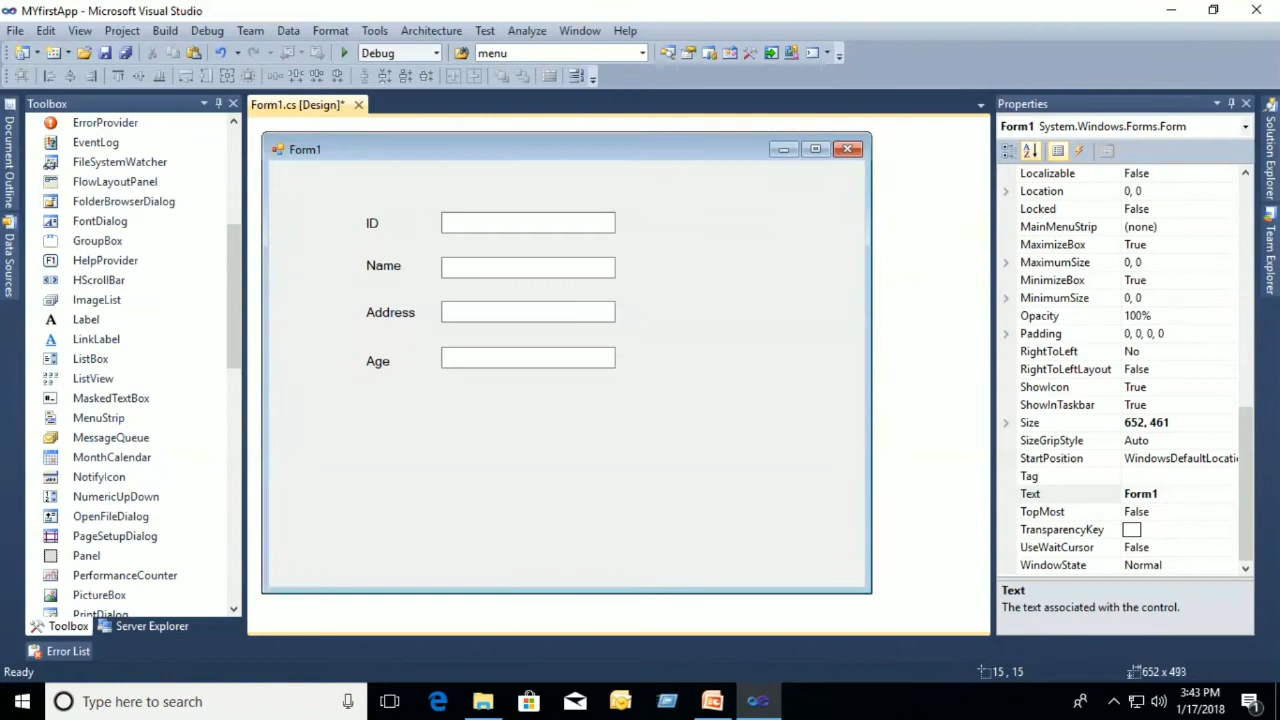 MYfirstApp - Microsoft Visual Studio
File Edit View Project Build Debug Team Data Format Tools Architecture Test Analyze Window Help
Debug menu
Document Outline
Data Sources
Toolbox
ErrorProvider
EventLog
FileSystemWatcher
FlowLayoutPanel
FolderBrowserDialog
FontDialog
GroupBox
HelpProvider
HScrollBar
ImageList
Label
LinkLabel
ListBox
ListView
MaskedTextBox
MenuStrip
MessageQueue
MonthCalendar
NotifyIcon
NumericUpDown
OpenFileDialog
PageSetupDialog
Panel
PerformanceCounter
PictureBox
PrintDialog
Toolbox Server Explorer
Form1.cs [Design]*
Form1
ID
Name
Address
Age
Properties
Form1 System.Windows.Forms.Form
Localizable False
Location 0, 0
Locked False
MainMenuStrip (none)
MaximizeBox True
MaximumSize 0, 0
MinimizeBox True
MinimumSize 0, 0
Opacity 100%
Padding 0, 0, 0, 0
RightToLeft No
RightToLeftLayout False
ShowIcon True
ShowInTaskbar True
Size 652, 461
SizeGripStyle Auto
StartPosition WindowsDefaultLocatio
Tag
Text Form1
TopMost False
TransparencyKey
UseWaitCursor False
WindowState Normal
Text
The text associated with the control.
Solution Explorer
Team Explorer
Error List
Ready 15 , 15 652 x 493
Type here to search
3:43 PM
1/17/2018